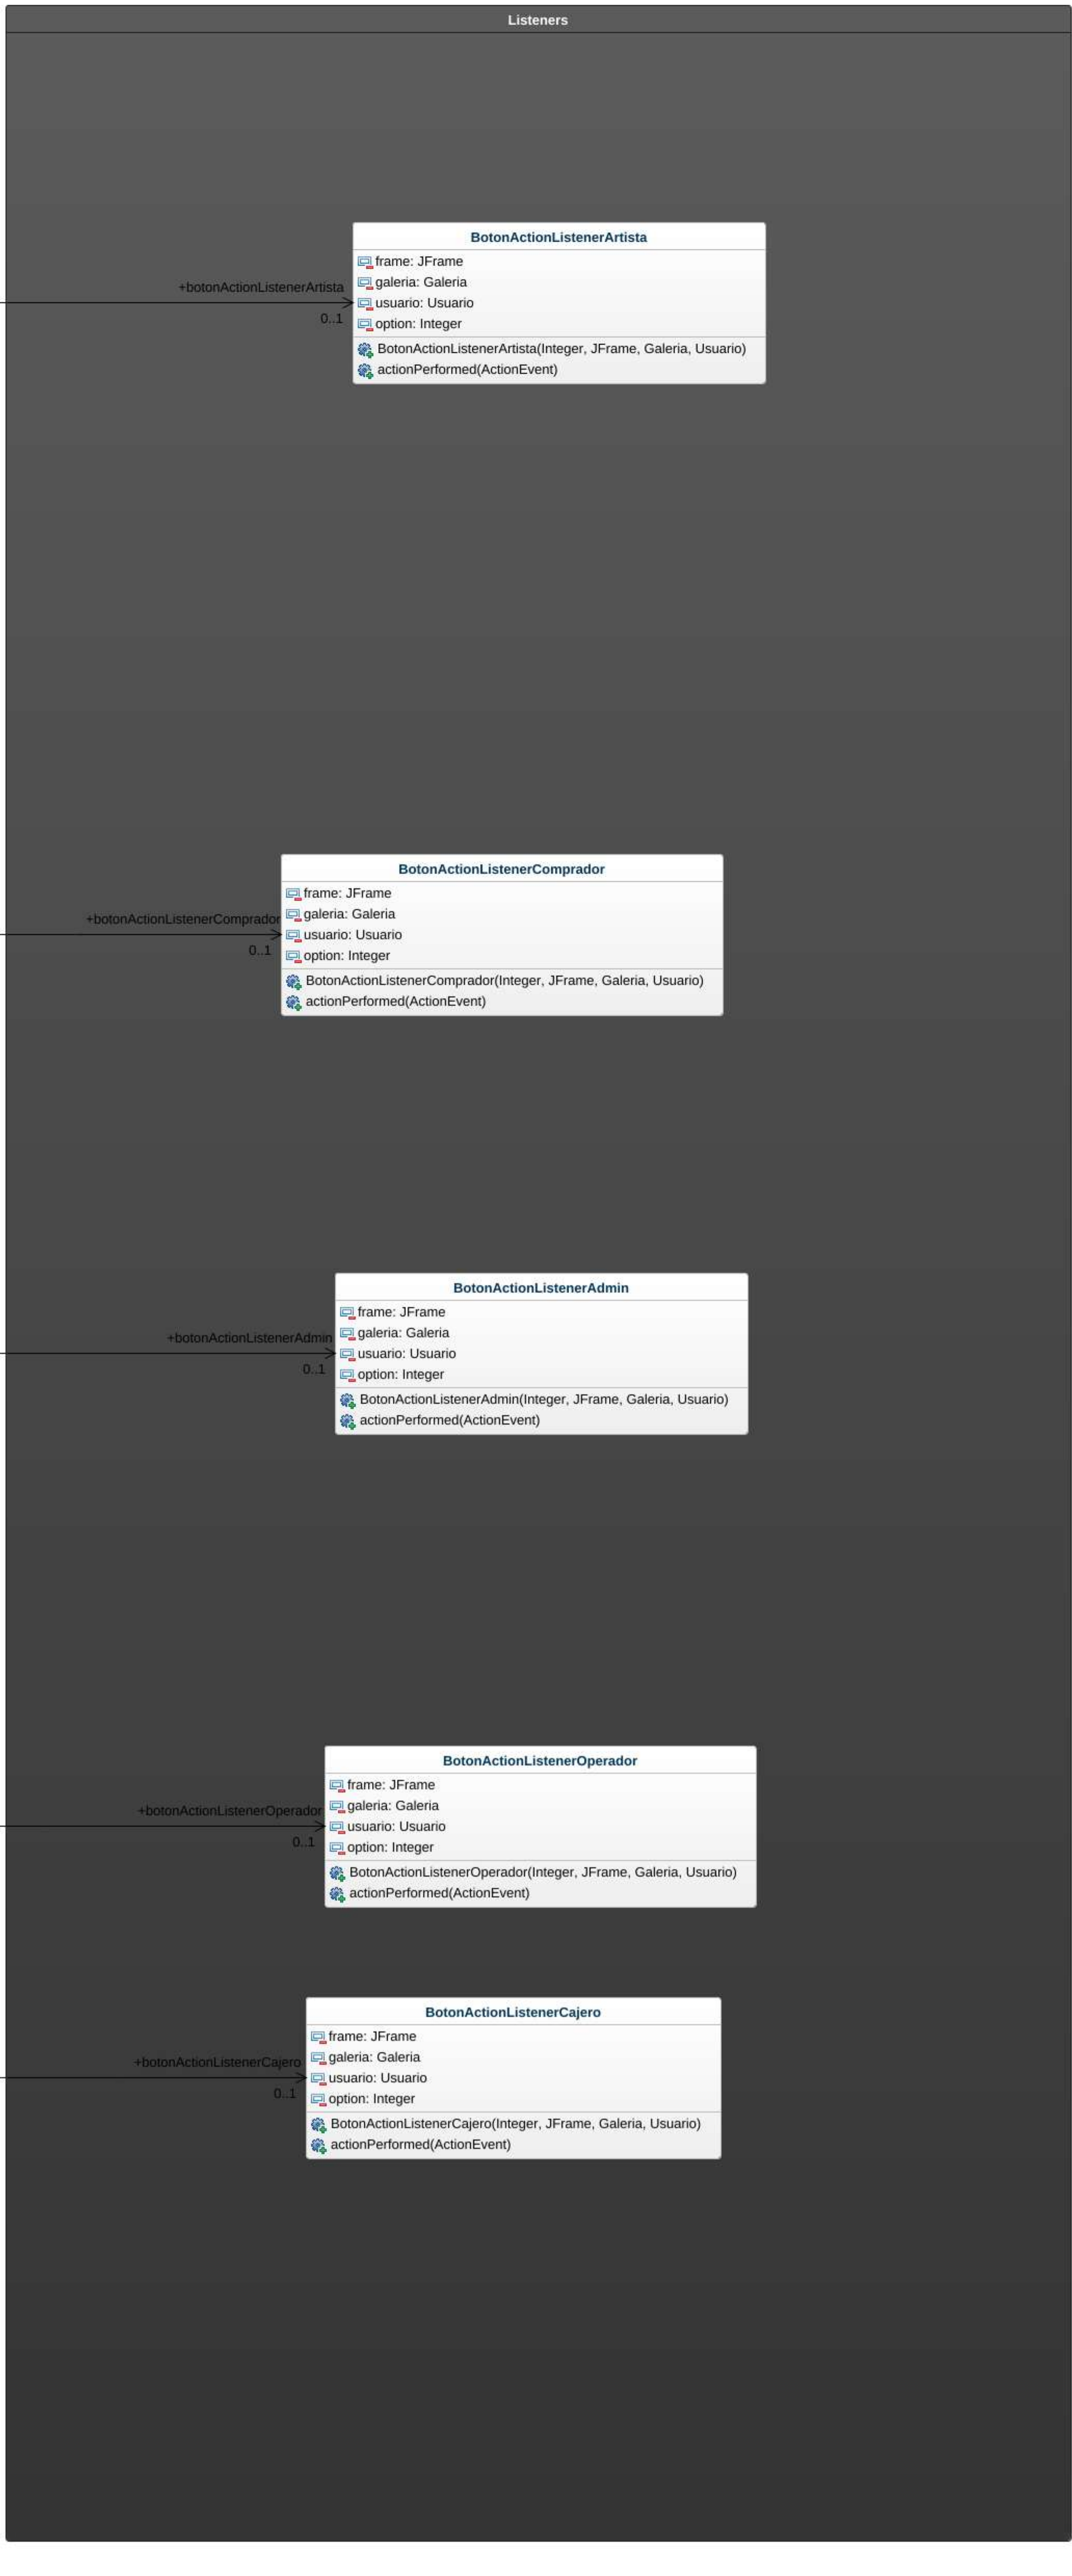 Listeners
BotonActionListenerArtista
frame: JFrame
galeria: Galeria
+botonActionListenerArtista
usuario: Usuario
0..1
option: Integer
BotonActionListenerArtista(Integer, JFrame, Galeria, Usuario)
actionPerformed(ActionEvent)
BotonActionListenerComprador
frame: JFrame
galeria: Galeria
+botonActionListenerComprador
usuario: Usuario
0..1
option: Integer
BotonActionListenerComprador(Integer, JFrame, Galeria, Usuario)
actionPerformed(ActionEvent)
BotonActionListenerAdmin
frame: JFrame
galeria: Galeria
+botonActionListenerAdmin
usuario: Usuario
0..1
option: Integer
BotonActionListenerAdmin(Integer, JFrame, Galeria, Usuario)
actionPerformed(ActionEvent)
BotonActionListenerOperador
frame: JFrame
galeria: Galeria
+botonActionListenerOperador
usuario: Usuario
0..1
option: Integer
BotonActionListenerOperador(Integer, JFrame, Galeria, Usuario)
actionPerformed(ActionEvent)
BotonActionListenerCajero
frame: JFrame
galeria: Galeria
+botonActionListenerCajero
usuario: Usuario
0..1
option: Integer
BotonActionListenerCajero(Integer, JFrame, Galeria, Usuario)
actionPerformed(ActionEvent)